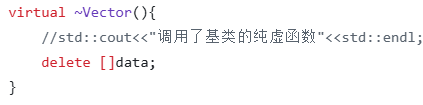 virtual ~Vector(){
    //std::cout<<"调用了基类的纯虚函数"<<std::endl;
    delete []data;
}